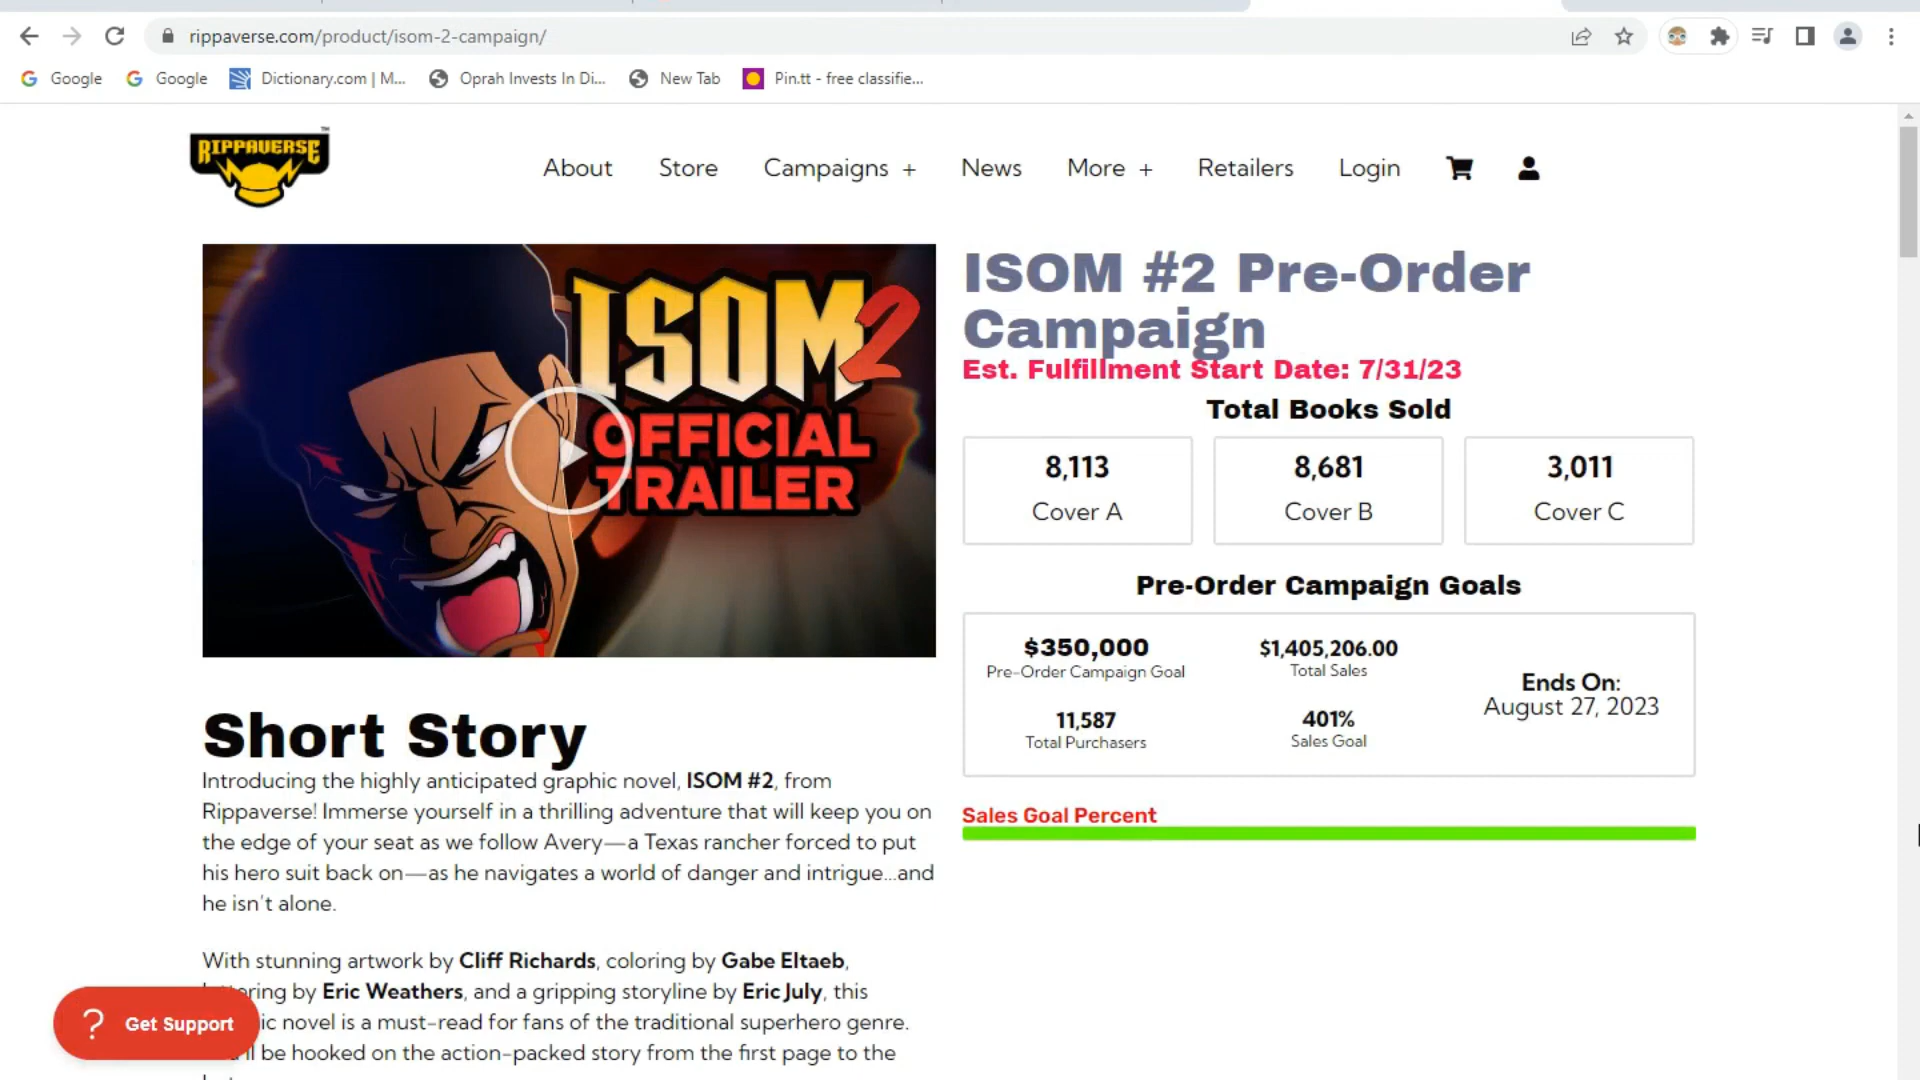 rippaverse.com/product/isom-2-campaign/
Google
Google
Dictionary.com | M...
Oprah Invests In Di...
New Tab
Pin.tt - free classifie...
RIPPAVERSE
TM
About
Store
Campaigns +
News
More +
Retailers
Login
ISOM 2
OFFICIAL
TRAILER
ISOM #2 Pre-Order
Campaign
Est. Fulfillment Start Date: 7/31/23
Total Books Sold
8,113
Cover A
8,681
Cover B
3,011
Cover C
Pre-Order Campaign Goals
$350,000
Pre-Order Campaign Goal
$1,405,206.00
Total Sales
11,587
Total Purchasers
401%
Sales Goal
Ends On:
August 27, 2023
Sales Goal Percent
Short Story
Introducing the highly anticipated graphic novel, ISOM #2, from
Rippaverse! Immerse yourself in a thrilling adventure that will keep you on
the edge of your seat as we follow Avery—a Texas rancher forced to put
his hero suit back on—as he navigates a world of danger and intrigue...and
he isn't alone.
With stunning artwork by Cliff Richards, coloring by Gabe Eltaeb,
by Eric Weathers, and a gripping storyline by Eric July, this
novel is a must-read for fans of the traditional superhero genre.
be hooked on the action-packed story from the first page to the
? Get Support